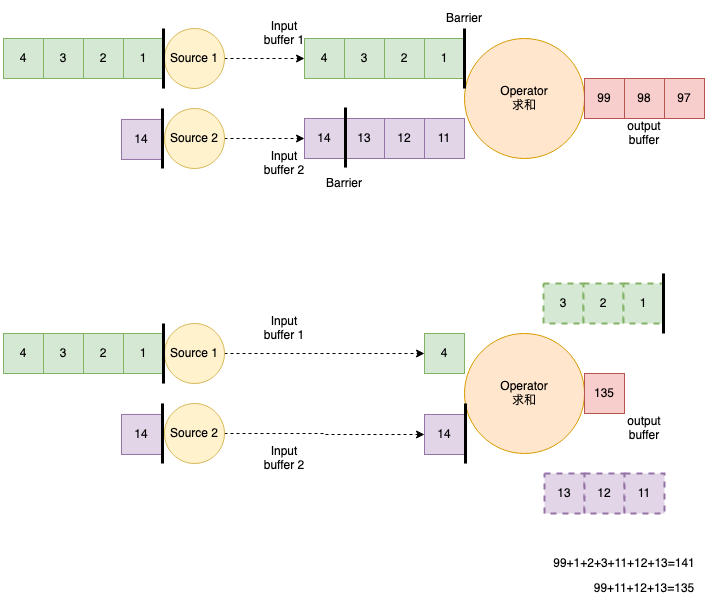 Barrier
Input
buffer 1
4 3 2 1
Source 1
4 3 2 1
Operator
求和
99 98 97
output
buffer
14
Source 2
14 13 12 11
Input
buffer 2
Barrier
3 2 1
Input
buffer 1
4 3 2 1
Source 1
4
Operator
求和
135
output
buffer
14
Source 2
14
Input
buffer 2
13 12 11
99+1+2+3+11+12+13=141
99+11+12+13=135